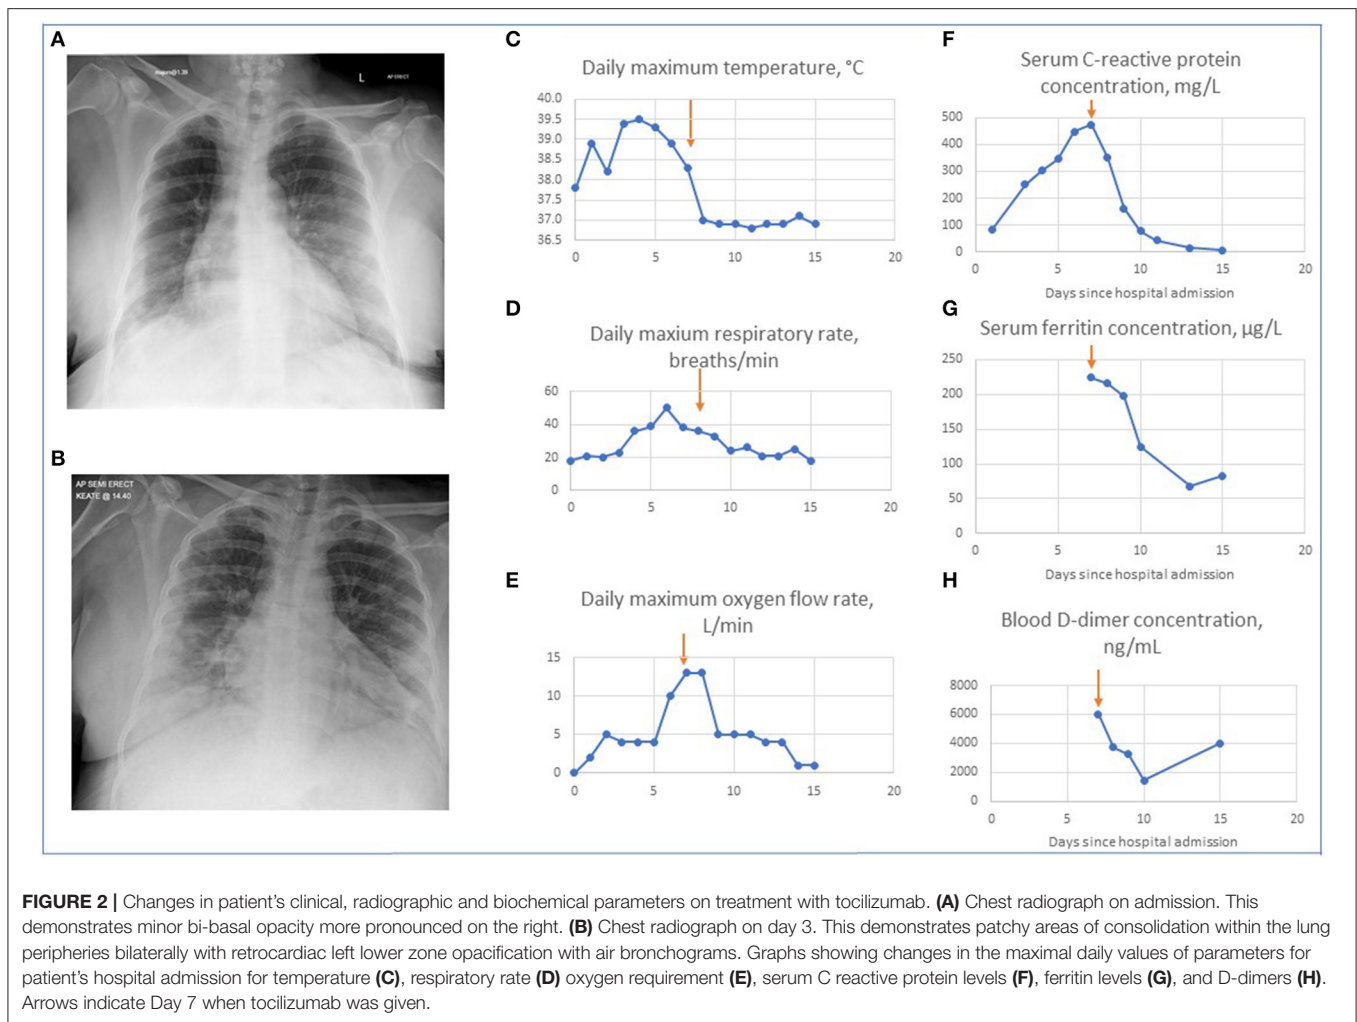 A
majors@1.39
L
AP ERECT
B
AP SEMI ERECT
KEATE @ 14.40
C
Daily maximum temperature, °C
40.0
39.5
39.0
38.5
38.0
37.5
37.0
36.5
0 5 10 15 20
D
Daily maxium respiratory rate,
breaths/min
60
40
20
0
0 5 10 15 20
E
Daily maximum oxygen flow rate,
L/min
15
10
5
0
0 5 10 15 20
F
Serum C-reactive protein
concentration, mg/L
500
400
300
200
100
0
0 5 10 15 20
Days since hospital admission
G
Serum ferritin concentration, µg/L
250
200
150
100
50
0
0 5 10 15 20
Days since hospital admission
H
Blood D-dimer concentration,
ng/mL
8000
6000
4000
2000
0
0 5 10 15 20
Days since hospital admission
FIGURE 2 | Changes in patient's clinical, radiographic and biochemical parameters on treatment with tocilizumab. (A) Chest radiograph on admission. This
demonstrates minor bi-basal opacity more pronounced on the right. (B) Chest radiograph on day 3. This demonstrates patchy areas of consolidation within the lung
peripheries bilaterally with retrocardiac left lower zone opacification with air bronchograms. Graphs showing changes in the maximal daily values of parameters for
patient's hospital admission for temperature (C), respiratory rate (D) oxygen requirement (E), serum C reactive protein levels (F), ferritin levels (G), and D-dimers (H).
Arrows indicate Day 7 when tocilizumab was given.